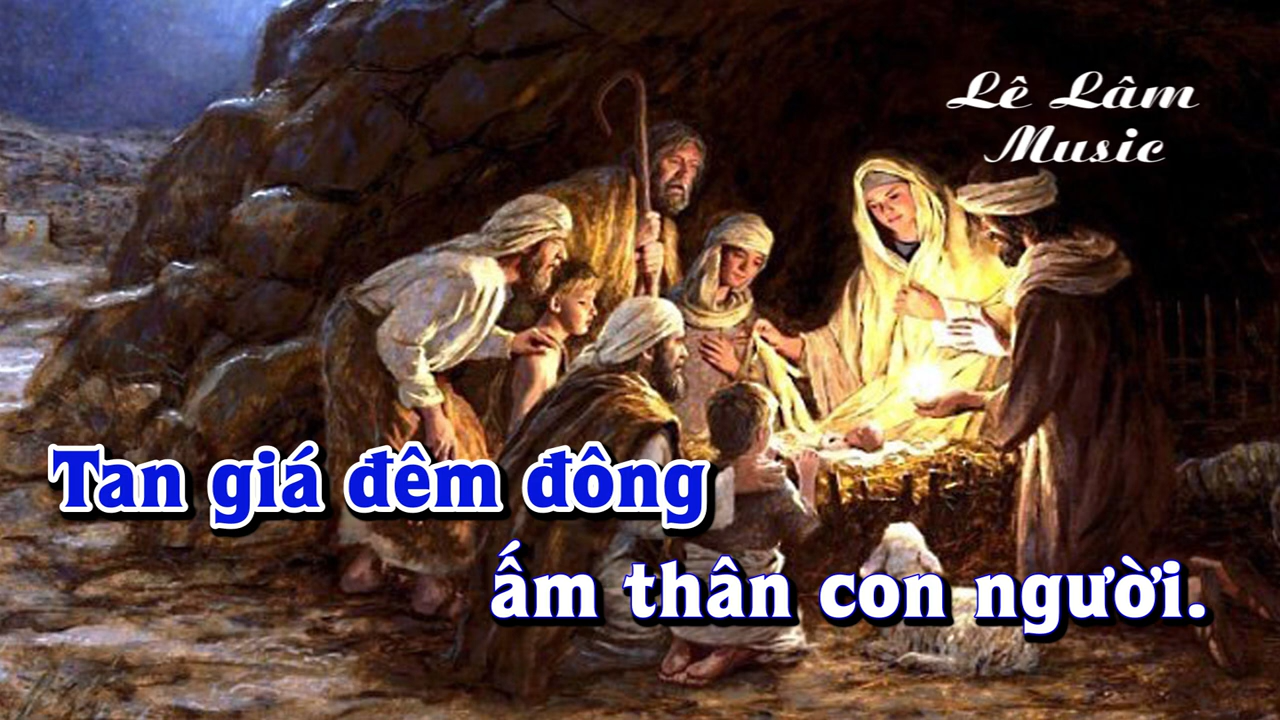 Lê Lâm
Music
Tan giá đêm đông
ấm thân con người.